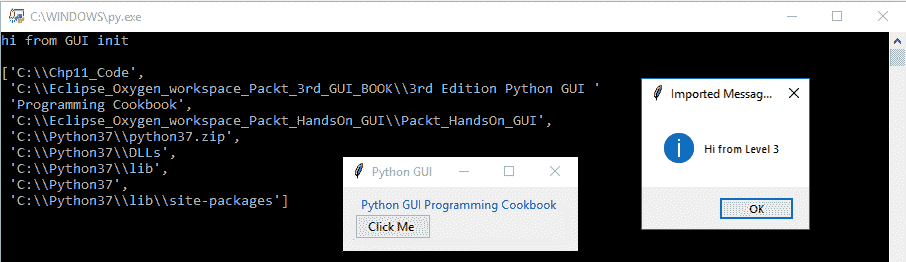 C:\WINDOWS\py.exe
hi from GUI init
['C:\\Chp11_Code',
'C:\\Eclipse_Oxygen_workspace_Packt_3rd_GUI_BOOK\\3rd Edition Python GUI '
'Programming Cookbook',
'C:\\Eclipse_Oxygen_workspace_Packt_HandsOn_GUI\\Packt_HandsOn_GUI',
'C:\\Python37\\python37.zip',
'C:\\Python37\\DLLs',
'C:\\Python37\\lib',
'C:\\Python37',
'C:\\Python37\\lib\\site-packages']
Python GUI
Python GUI Programming Cookbook
Click Me
Imported Messag...
Hi from Level 3
OK